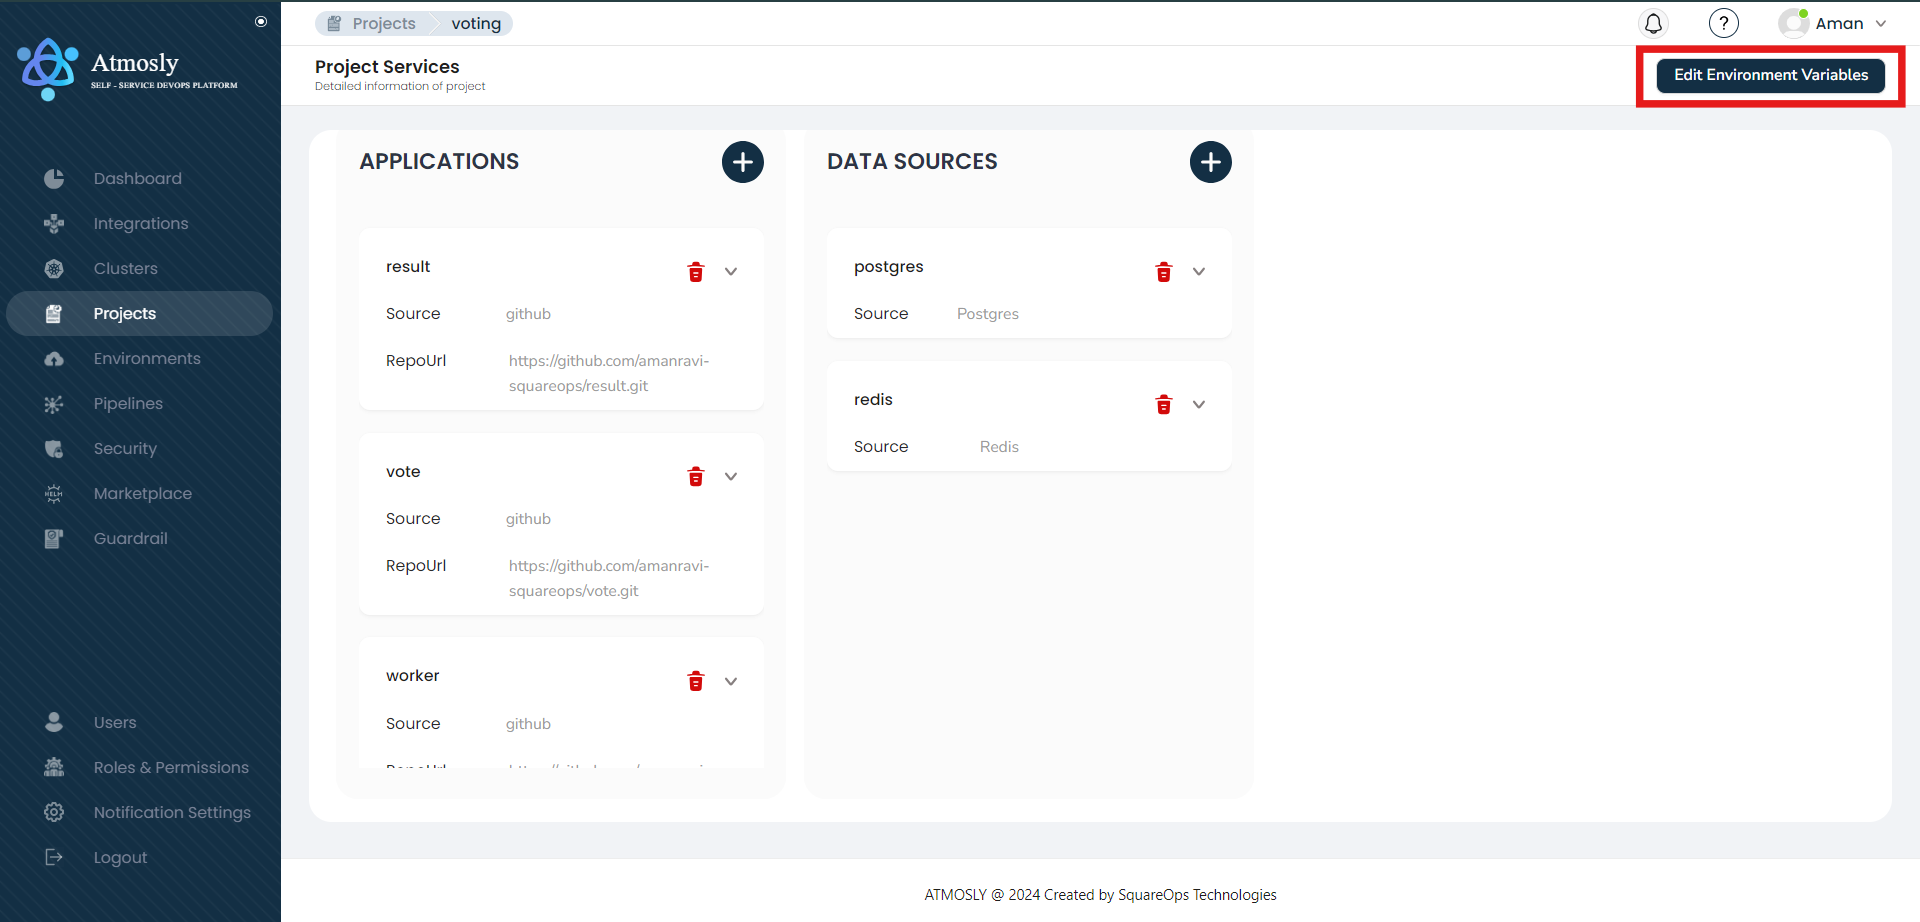 Atmosly
SELF - SERVICE DEVOPS PLATFORM
Dashboard
Integrations
Clusters
Projects
Environments
Pipelines
Security
HELM
Marketplace
Guardrail
Users
Roles & Permissions
Notification Settings
Logout
Projects
voting
?
Aman
Project Services
Detailed information of project
Edit Environment Variables
APPLICATIONS
result
Source github
RepoUrl https://github.com/amanravi-
squareops/result.git
vote
Source github
RepoUrl https://github.com/amanravi-
squareops/vote.git
worker
Source github
DATA SOURCES
postgres
Source Postgres
redis
Source Redis
ATMOSLY @ 2024 Created by SquareOps Technologies